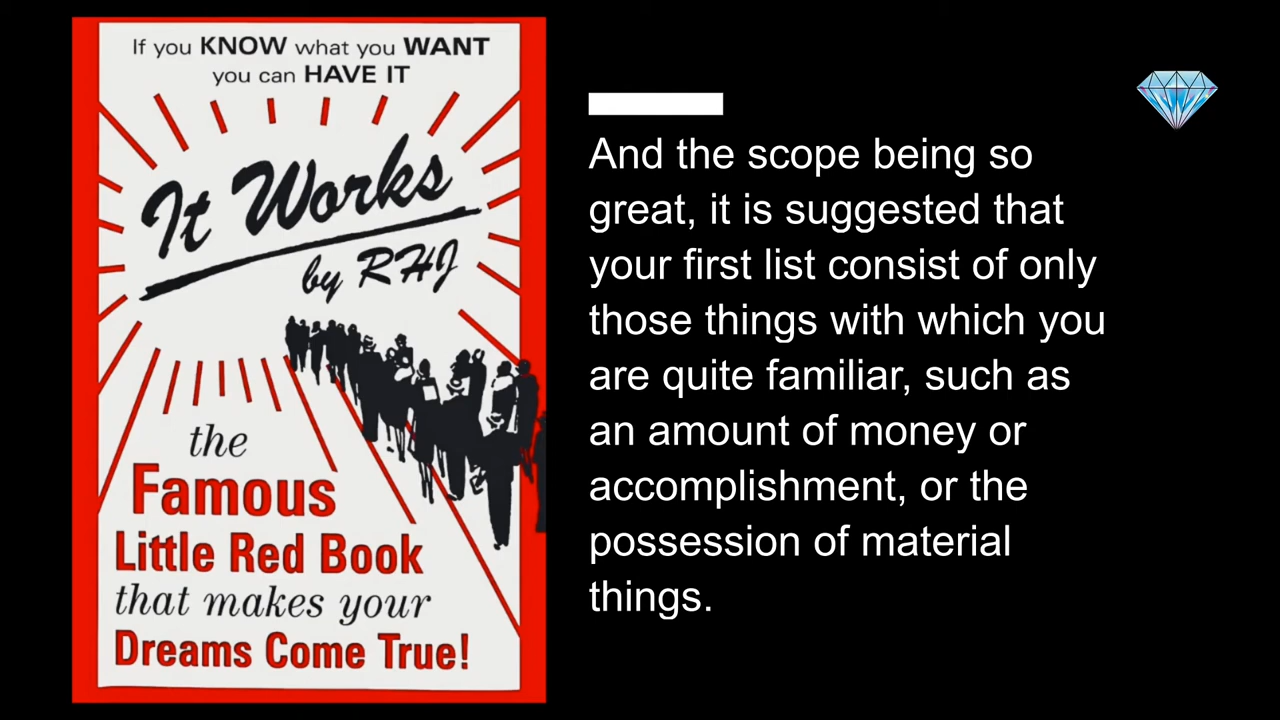 If you KNOW what you WANT
you can HAVE IT
It Works
by RHJ
the
Famous
Little Red Book
that makes your
Dreams Come True!
And the scope being so
great, it is suggested that
your first list consist of only
those things with which you
are quite familiar, such as
an amount of money or
accomplishment, or the
possession of material
things.